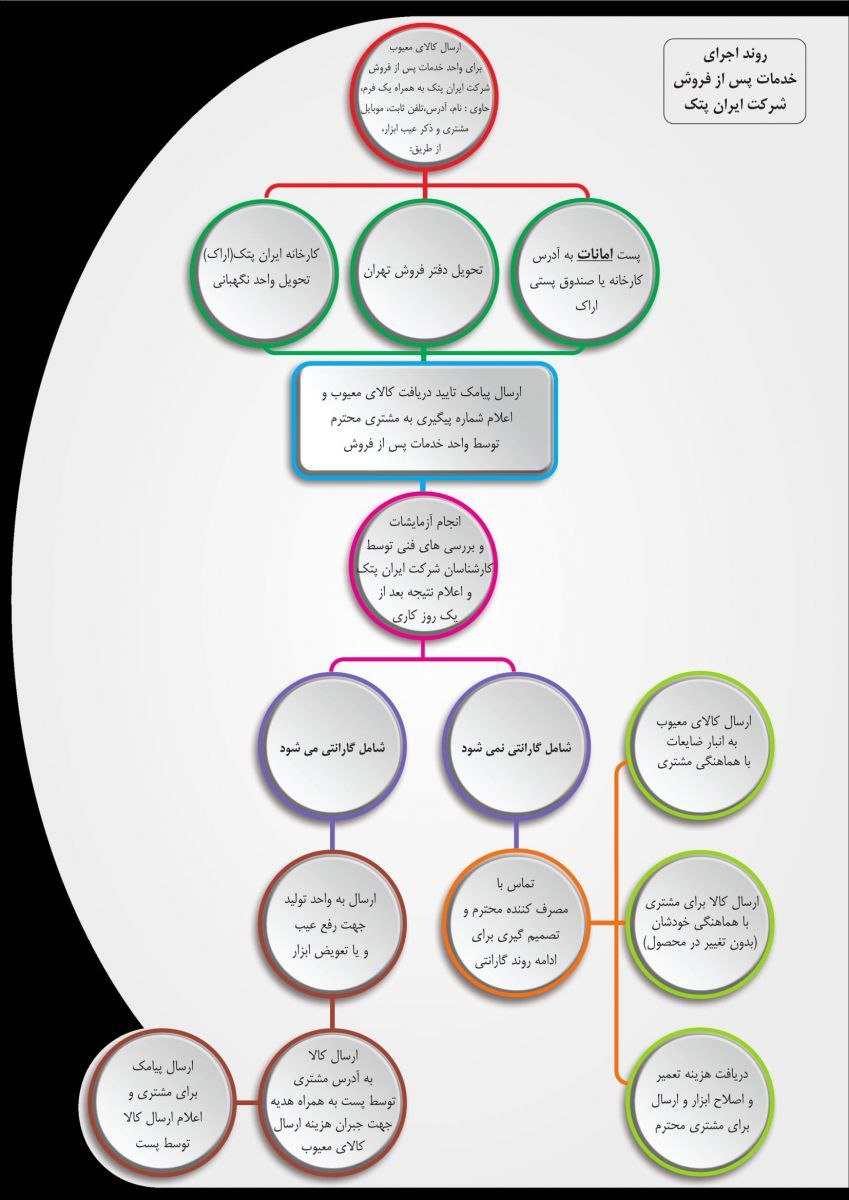 روند اجرای
خدمات پس از فروش
شرکت ایران پتک
ارسال کالای معیوب
برای واحد خدمات پس از فروش
شرکت ایران پتک به همراه یک فرم،
حاوی : نام، آدرس،تلفن ثابت، موبایل
مشتری و ذکر عیب ابزار،
از طریق:
پست امانات به آدرس
کارخانه یا صندوق پستی
اراک
تحویل دفتر فروش تهران
کارخانه ایران پتک(اراک)
تحویل واحد نگهبانی
ارسال پیامک تایید دریافت کالای معیوب و
اعلام شماره پیگیری به مشتری محترم
توسط واحد خدمات پس از فروش
انجام آزمایشات
و بررسی های فنی توسط
کارشناسان شرکت ایران پتک
و اعلام نتیجه بعد از
یک روز کاری
شامل گارانتی نمی شود
شامل گارانتی می شود
ارسال کالای معیوب
به انبار ضایعات
با هماهنگی مشتری
تماس با
مصرف کننده محترم و
تصمیم گیری برای
ادامه روند گارانتی
ارسال کالا برای مشتری
با هماهنگی خودشان
(بدون تغییر در محصول)
دریافت هزینه تعمیر
و اصلاح ابزار و ارسال
برای مشتری محترم
ارسال به واحد تولید
جهت رفع عیب
و یا تعویض ابزار
ارسال کالا
به آدرس مشتری
توسط پست به همراه هدیه
جهت جبران هزینه ارسال
کالای معیوب
ارسال پیامک
برای مشتری و
اعلام ارسال کالا
توسط پست